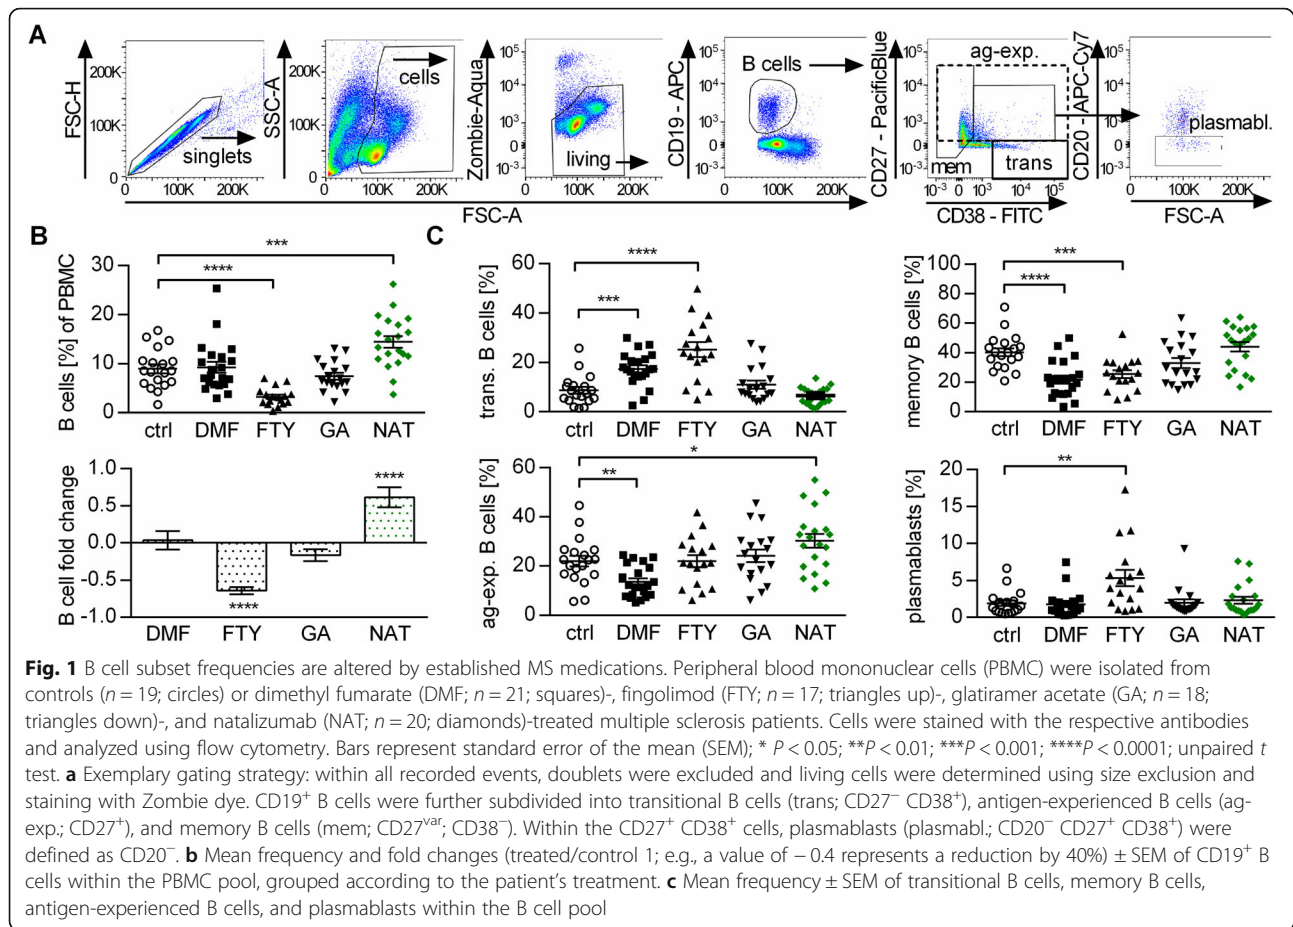 A
FSC-H
200K
100K
0
singlets
100K 200K
SSC-A
200K
100K
0
cells
100K 200K
Zombie-Aqua
10^5
10^4
10^3
10^-3
living
100K 200K
CD19 - APC
10^5
10^4
10^3
10^-3
B cells
0 100K 200K
CD27 - PacificBlue
10^5
10^4
10^3
0
10^-3
ag-exp.
mem
trans
10^-3 10^3 10^4 10^5
CD20 - APC-Cy7
10^5
10^4
10^3
10^-3
plasmabl.
0 100K 200K
FSC-A
CD38 - FITC
FSC-A
B
B cells [%] of PBMC
30
20
10
0
***
****
ctrl DMF FTY GA NAT
B cell fold change
1.0
0.5
0.0
-0.5
-1.0
****
****
DMF FTY GA NAT
C
trans. B cells [%]
60
40
20
0
****
***
ctrl DMF FTY GA NAT
memory B cells [%]
100
80
60
40
20
0
***
****
ctrl DMF FTY GA NAT
ag-exp. B cells [%]
60
40
20
0
*
**
ctrl DMF FTY GA NAT
plasmablasts [%]
20
15
10
5
0
**
ctrl DMF FTY GA NAT
Fig. 1 B cell subset frequencies are altered by established MS medications. Peripheral blood mononuclear cells (PBMC) were isolated from
controls (n = 19; circles) or dimethyl fumarate (DMF; n = 21; squares)-, fingolimod (FTY; n = 17; triangles up)-, glatiramer acetate (GA; n = 18;
triangles down)-, and natalizumab (NAT; n = 20; diamonds)-treated multiple sclerosis patients. Cells were stained with the respective antibodies
and analyzed using flow cytometry. Bars represent standard error of the mean (SEM); * P < 0.05; **P < 0.01; ***P < 0.001; ****P < 0.0001; unpaired t
test. a Exemplary gating strategy: within all recorded events, doublets were excluded and living cells were determined using size exclusion and
staining with Zombie dye. CD19+ B cells were further subdivided into transitional B cells (trans; CD27− CD38+), antigen-experienced B cells (ag-
exp.; CD27+), and memory B cells (mem; CD27var; CD38−). Within the CD27+ CD38+ cells, plasmablasts (plasmabl.; CD20− CD27+ CD38+) were
defined as CD20−. b Mean frequency and fold changes (treated/control 1; e.g., a value of − 0.4 represents a reduction by 40%) ± SEM of CD19+ B
cells within the PBMC pool, grouped according to the patient's treatment. c Mean frequency ± SEM of transitional B cells, memory B cells,
antigen-experienced B cells, and plasmablasts within the B cell pool